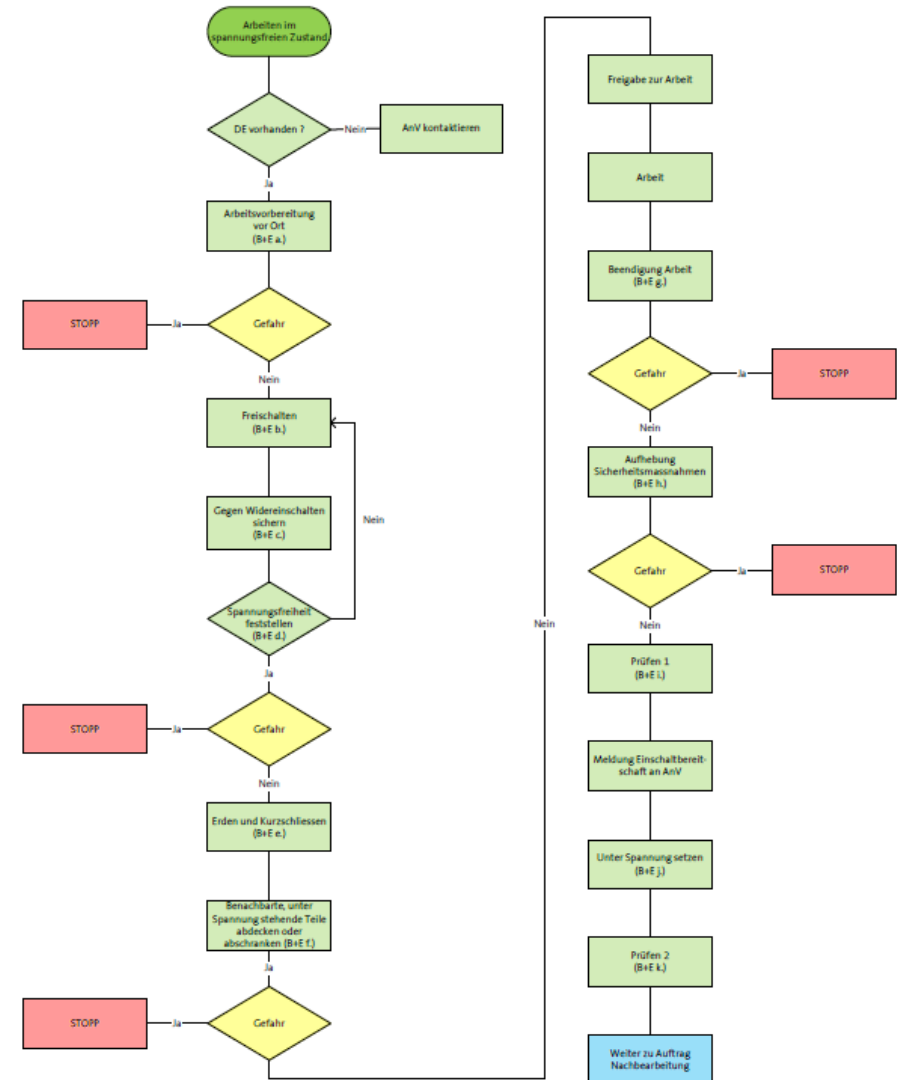 Arbeiten im
spannungsfreien Zustand
DE vorhanden ?
Nein
AnV kontaktieren
Ja
Arbeitsvorbereitung
vor Ort
(B+E a.)
STOPP
Ja
Gefahr
Nein
Freischalten
(B+E b.)
Gegen Widereinschalten
sichern
(B+E c.)
Nein
Spannungsfreiheit
feststellen
(B+E d.)
Ja
STOPP
Ja
Gefahr
Nein
Erden und Kurzschliessen
(B+E e.)
Benachbarte, unter
Spannung stehende Teile
abdecken oder
abschranken (B+E f.)
Ja
STOPP
Ja
Gefahr
Nein
Freigabe zur Arbeit
Arbeit
Beendigung Arbeit
(B+E g.)
Gefahr
Ja
STOPP
Nein
Aufhebung
Sicherheitsmassnahmen
(B+E h.)
Gefahr
Ja
STOPP
Nein
Prüfen 1
(B+E i.)
Meldung Einschaltbereit-
schaft an AnV
Unter Spannung setzen
(B+E j.)
Prüfen 2
(B+E k.)
Weiter zu Auftrag
Nachbearbeitung